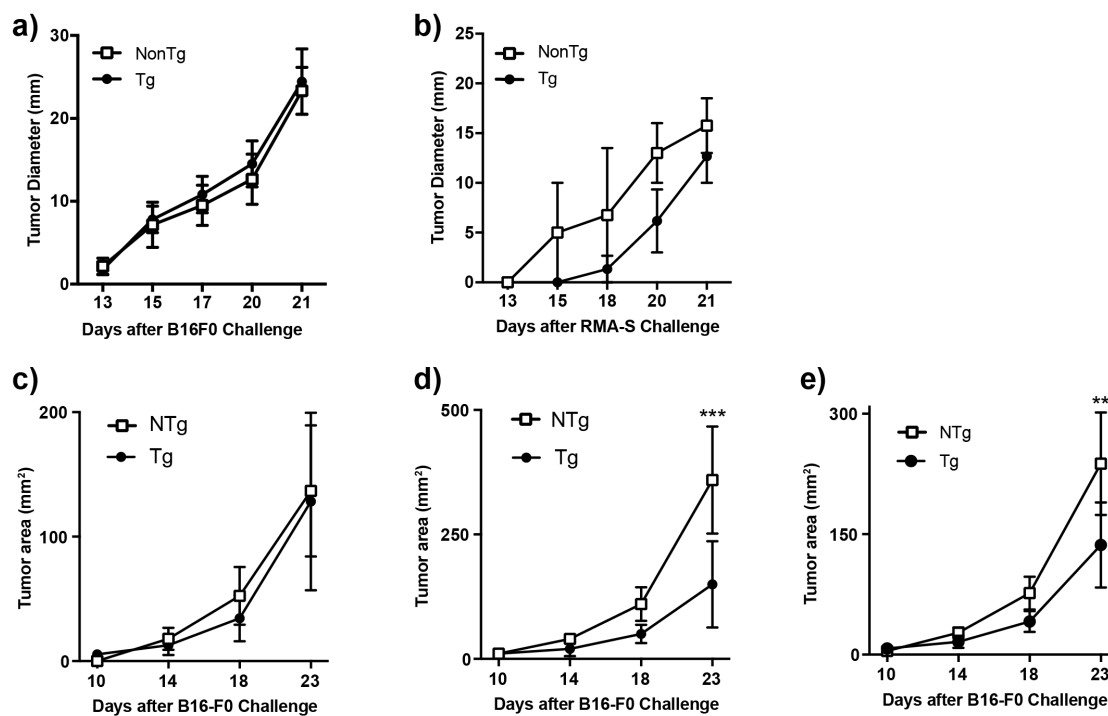 a)
Tumor Diameter (mm)
30
20
10
0
NonTg
Tg
13 15 17 20 21
Days after B16F0 Challenge
b)
Tumor Diameter (mm)
25
20
15
10
5
0
NonTg
Tg
13 15 18 20 21
Days after RMA-S Challenge
c)
Tumor area (mm²)
200
100
0
NTg
Tg
10 14 18 23
Days after B16-F0 Challenge
d)
Tumor area (mm²)
500
250
0
NTg
Tg
***
10 14 18 23
Days after B16-F0 Challenge
e)
Tumor area (mm²)
300
150
0
NTg
Tg
**
10 14 18 23
Days after B16-F0 Challenge